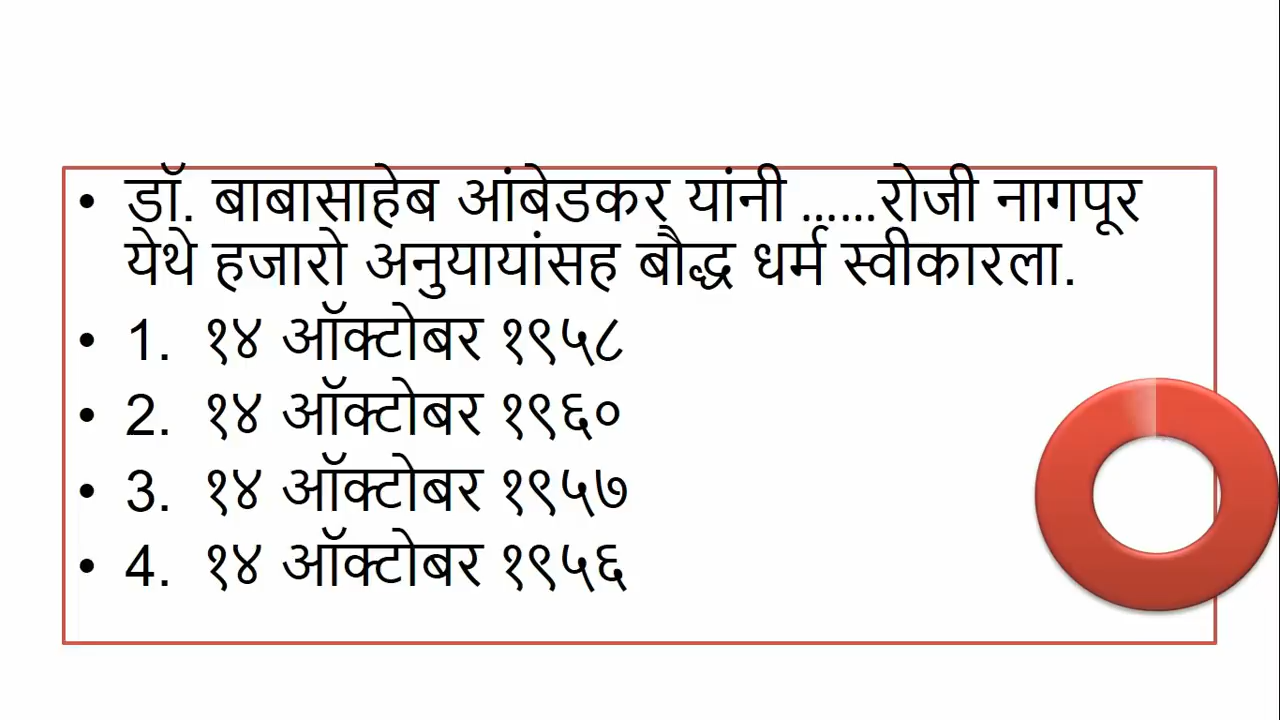 • डॉ. बाबासाहेब आंबेडकर यांनी ......रोजी नागपूर
येथे हजारो अनुयायांसह बौद्ध धर्म स्वीकारला.
• 1. १४ ऑक्टोबर १९५८
• 2. १४ ऑक्टोबर १९६०
• 3. १४ ऑक्टोबर १९५७
• 4. १४ ऑक्टोबर १९५६